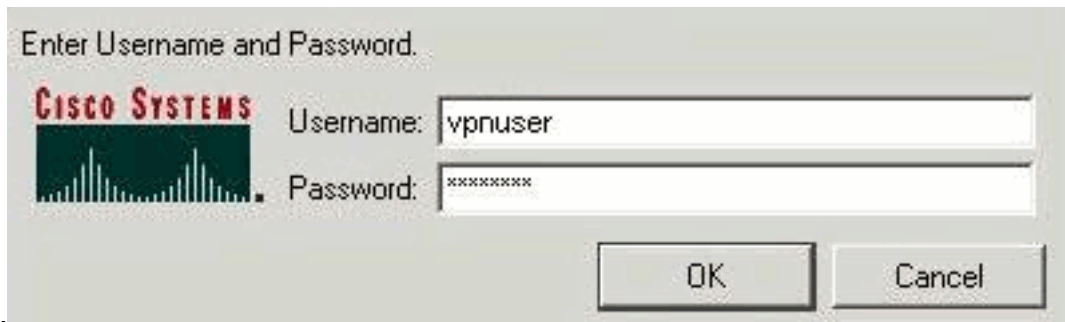 Enter Username and Password.
CISCO SYSTEMS
Username: vpnuser
Password: ********
OK Cancel